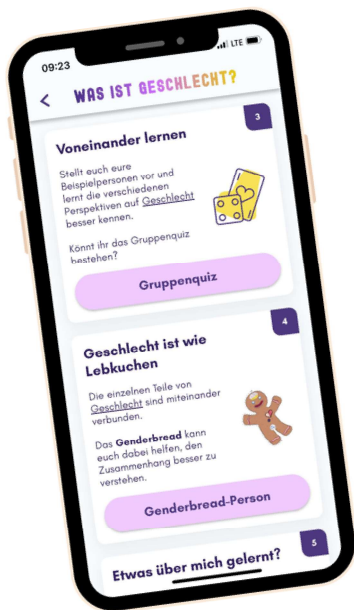 09:23
LTE
WAS IST GESCHLECHT?
3
Voneinander lernen
Stellt euch eure
Beispielpersonen vor und
lernt die verschiedenen
Perspektiven auf Geschlecht
besser kennen.
Könnt ihr das Gruppenquiz
bestehen?
Gruppenquiz
4
Geschlecht ist wie
Lebkuchen
Die einzelnen Teile von
Geschlecht sind miteinander
verbunden.
Das Genderbread kann
euch dabei helfen, den
Zusammenhang besser zu
verstehen.
Genderbread-Person
5
Etwas über mich gelernt?